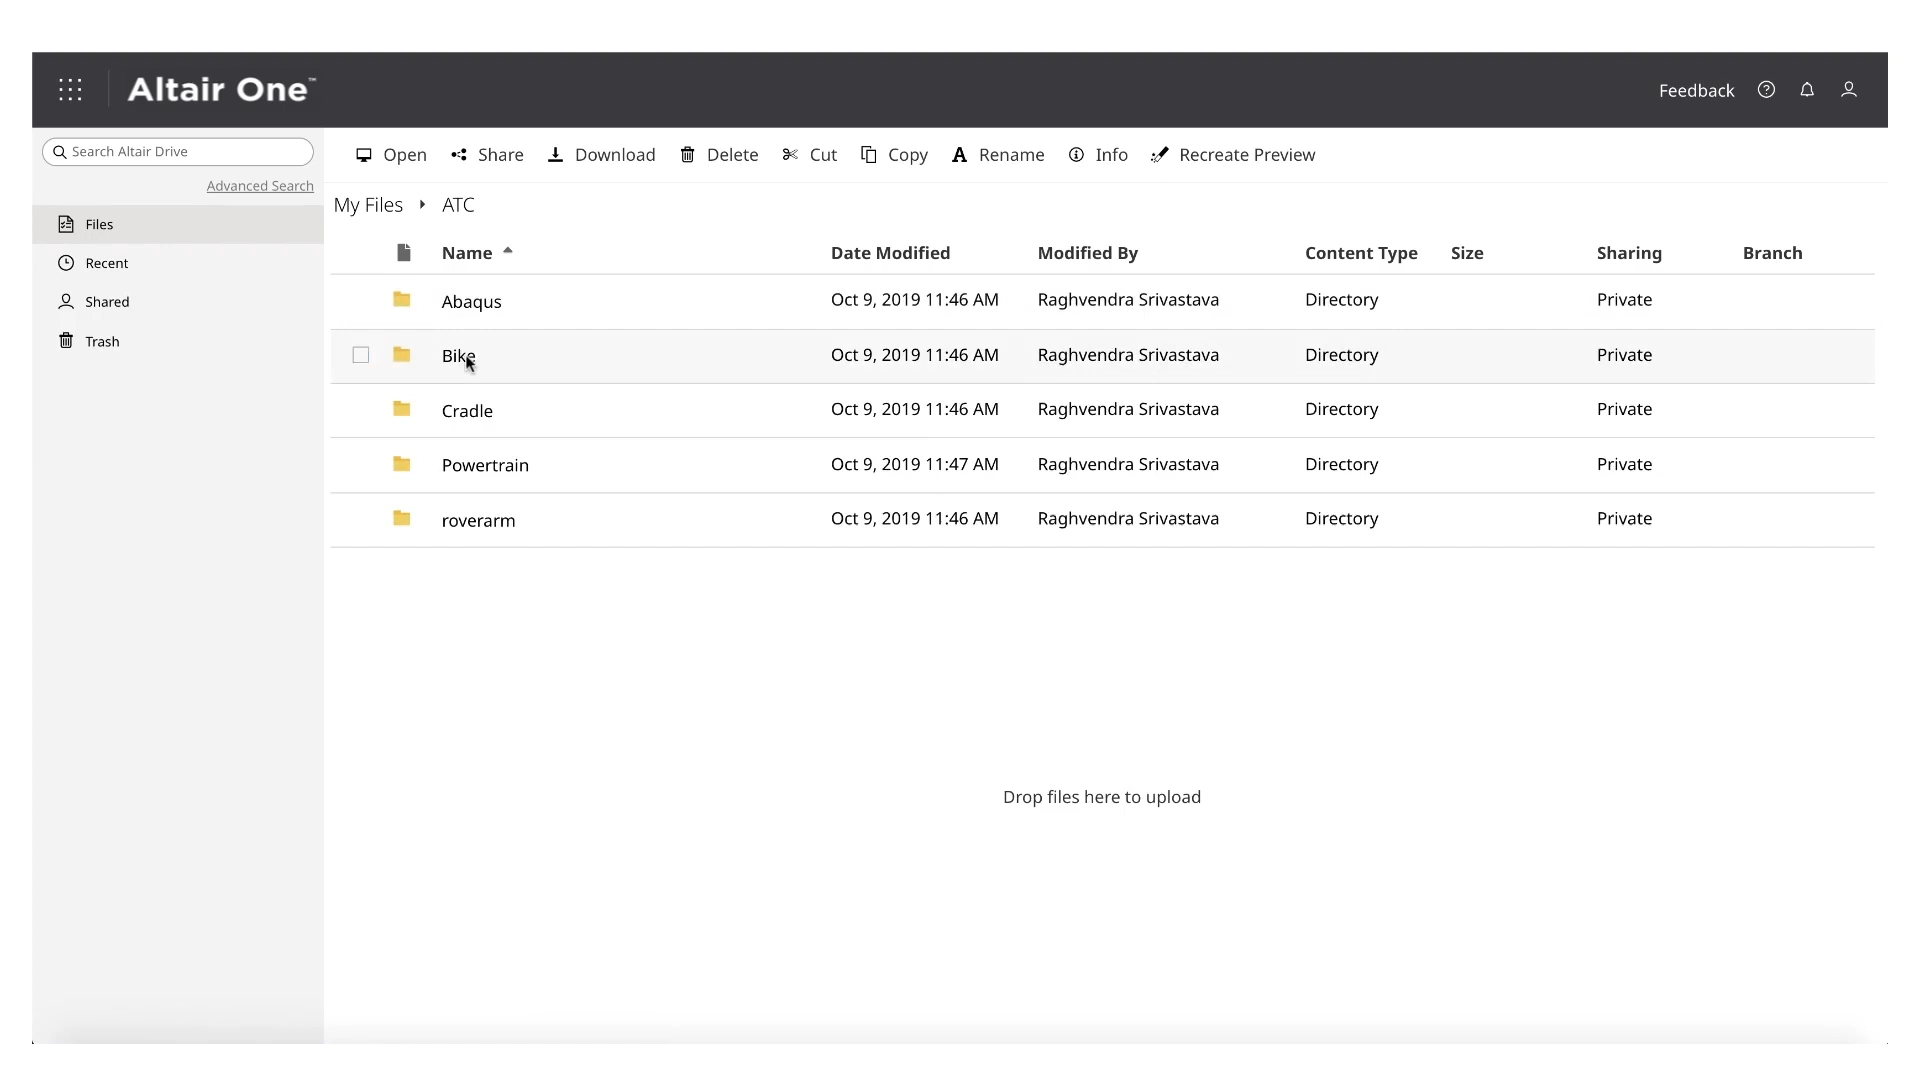 Altair One™
Feedback
Search Altair Drive
Advanced Search
Files
Recent
Shared
Trash
Open Share Download Delete Cut Copy Rename Info Recreate Preview
My Files ATC
Name Date Modified Modified By Content Type Size Sharing Branch
Abaqus Oct 9, 2019 11:46 AM Raghvendra Srivastava Directory Private
Bike Oct 9, 2019 11:46 AM Raghvendra Srivastava Directory Private
Cradle Oct 9, 2019 11:46 AM Raghvendra Srivastava Directory Private
Powertrain Oct 9, 2019 11:47 AM Raghvendra Srivastava Directory Private
roverarm Oct 9, 2019 11:46 AM Raghvendra Srivastava Directory Private
Drop files here to upload